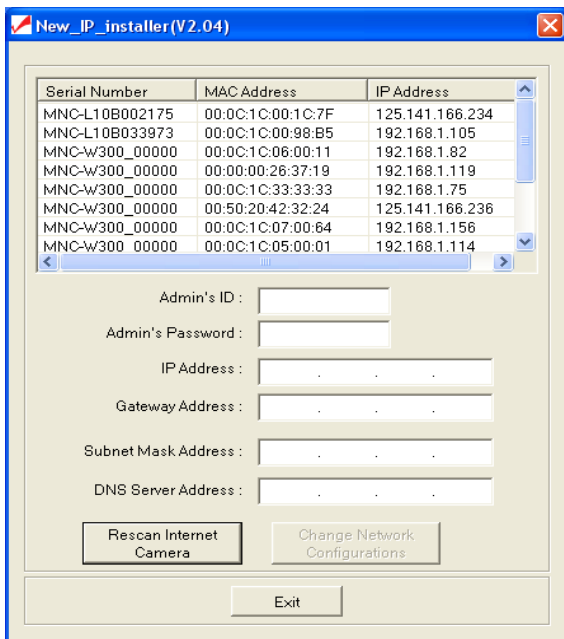 New_IP_installer(V2.04)
Serial Number MAC Address IP Address
MNC-L10B002175 00:0C:1C:00:1C:7F 125.141.166.234
MNC-L10B033973 00:0C:1C:00:98:B5 192.168.1.105
MNC-W300_00000 00:0C:1C:06:00:11 192.168.1.82
MNC-W300_00000 00:00:00:26:37:19 192.168.1.119
MNC-W300_00000 00:0C:1C:33:33:33 192.168.1.75
MNC-W300_00000 00:50:20:42:32:24 125.141.166.236
MNC-W300_00000 00:0C:1C:07:00:64 192.168.1.156
MNC-W300_00000 00:0C:1C:05:00:01 192.168.1.114
Admin's ID :
Admin's Password :
IP Address : . . .
Gateway Address : . . .
Subnet Mask Address : . . .
DNS Server Address : . . .
Rescan Internet
Camera
Change Network
Configurations
Exit